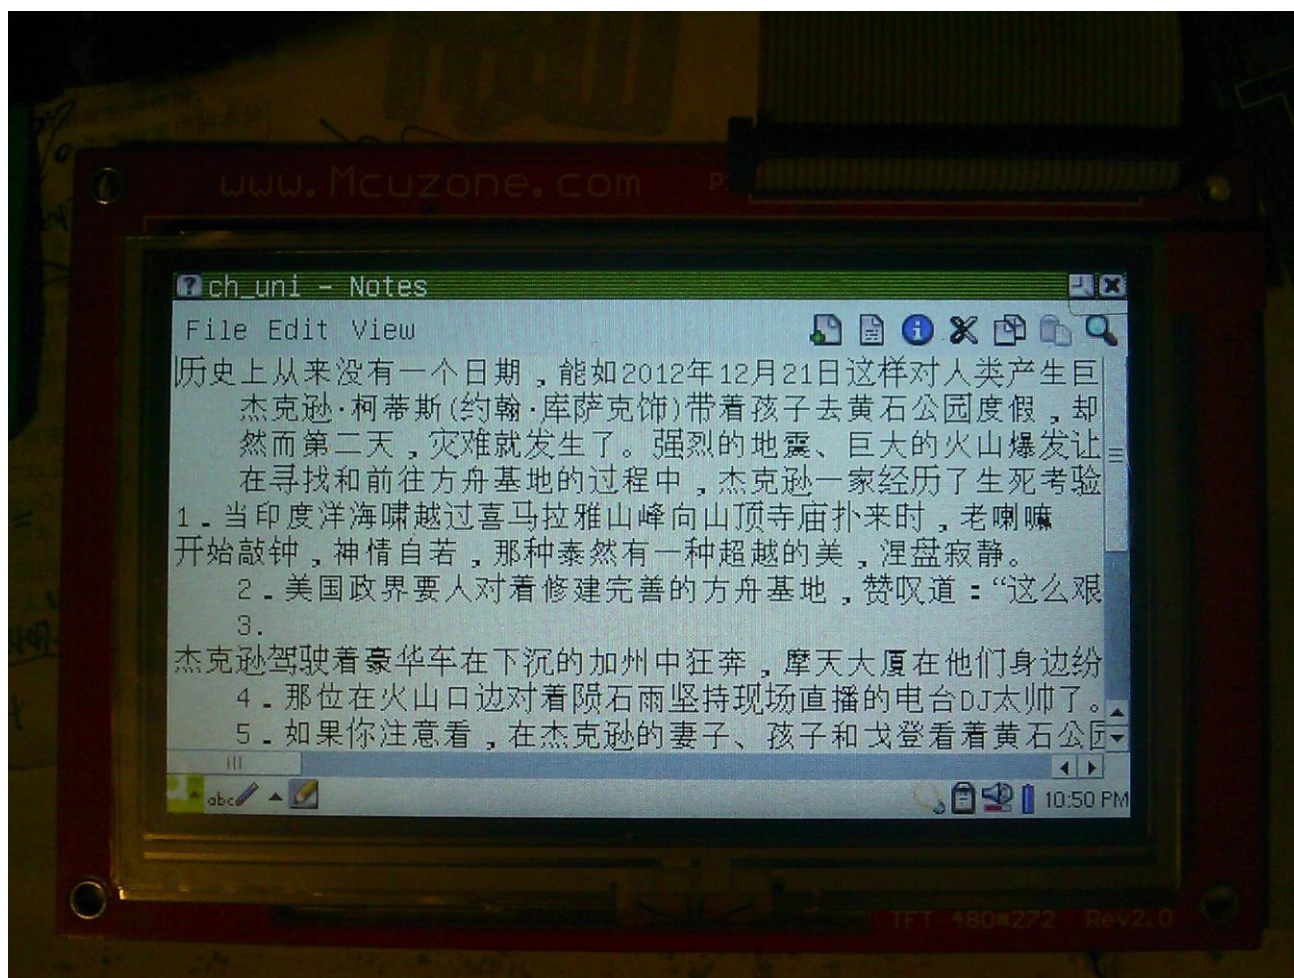 www.Mcuzone.com
ch_uni - Notes
File Edit View
历史上从来没有一个日期，能如2012年12月21日这样对人类产生巨
杰克逊·柯蒂斯(约翰·库萨克饰)带着孩子去黄石公园度假，却
然而第二天，灾难就发生了。强烈的地震、巨大的火山爆发让
在寻找和前往方舟基地的过程中，杰克逊一家经历了生死考验
1.当印度洋海啸越过喜马拉雅山峰向山顶寺庙扑来时，老喇嘛
开始敲钟，神情自若，那种泰然有一种超越的美，涅盘寂静。
2.美国政界要人对着修建完善的方舟基地，赞叹道：“这么艰
3.
杰克逊驾驶着豪华车在下沉的加州中狂奔，摩天大厦在他们身边纷
4.那位在火山口边对着陨石雨坚持现场直播的电台DJ太帅了。
5.如果你注意看，在杰克逊的妻子、孩子和戈登看着黄石公园
abc
10:50 PM
TFT 480*272 Rev2.0